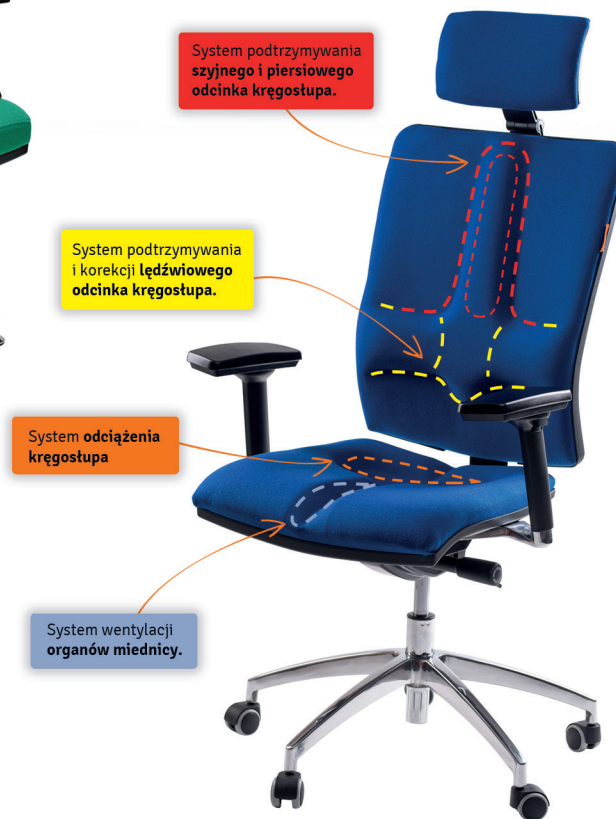 System podtrzymywania
szyjnego i piersiowego
odcinka kręgosłupa.
System podtrzymywania
i korekcji lędźwiowego
odcinka kręgosłupa.
System odciążenia
kręgosłupa
System wentylacji
organów miednicy.